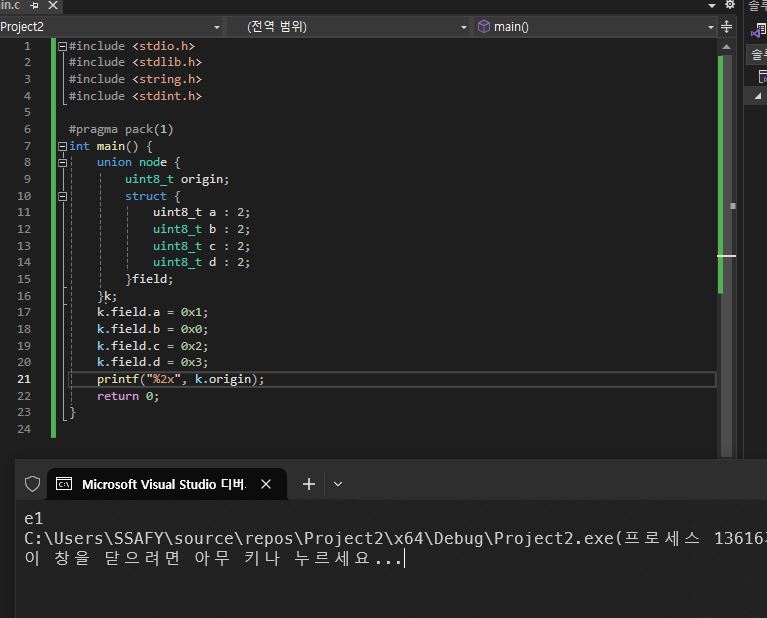 in.c
솔루
Project2
(전역 범위)
main()
솔
1 #include <stdio.h>
2 #include <stdlib.h>
3 #include <string.h>
4 #include <stdint.h>
5
6 #pragma pack(1)
7 int main() {
8 union node {
9 uint8_t origin;
10 struct {
11 uint8_t a : 2;
12 uint8_t b : 2;
13 uint8_t c : 2;
14 uint8_t d : 2;
15 }field;
16 }k;
17 k.field.a = 0x1;
18 k.field.b = 0x0;
19 k.field.c = 0x2;
20 k.field.d = 0x3;
21 printf("%2x", k.origin);
22 return 0;
23 }
24
Microsoft Visual Studio 디버.
e1
C:\Users\SSAFY\source\repos\Project2\x64\Debug\Project2.exe(프로세스 13616
이 창을 닫으려면 아무 키나 누르세요...